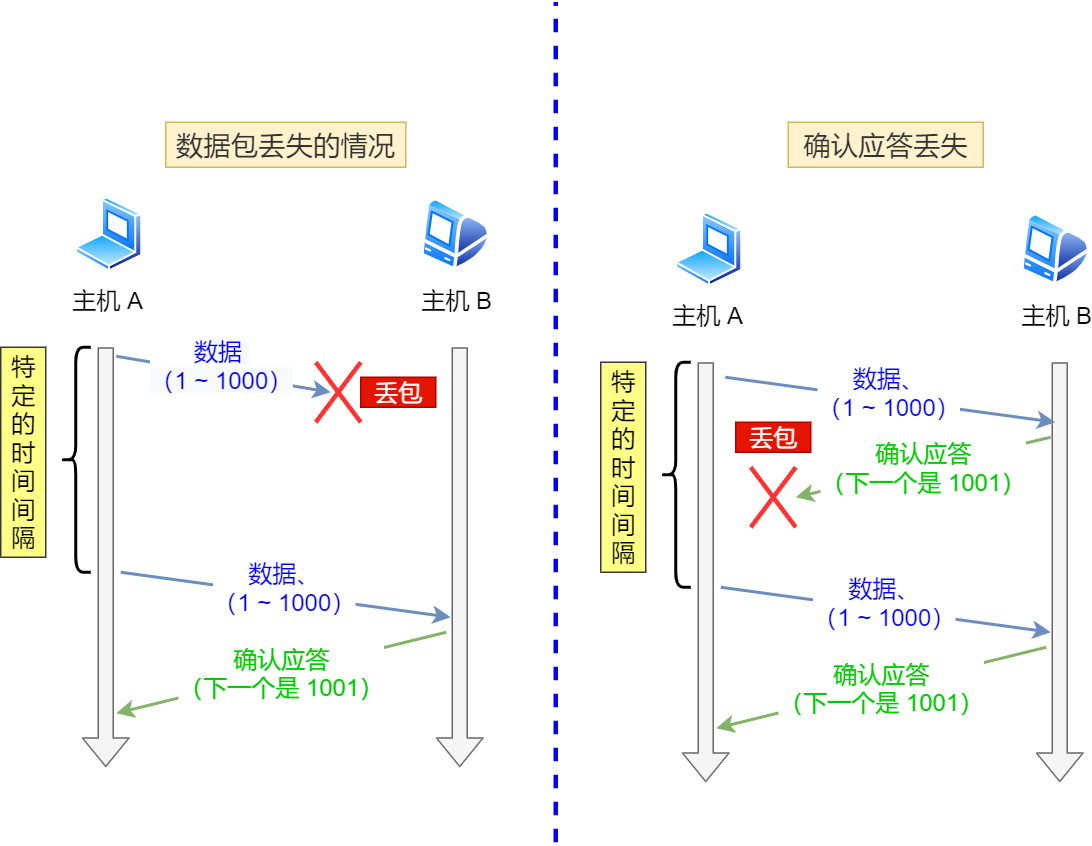 数据包丢失的情况
主机 A
主机 B
特
定
的
时
间
间
隔
数据
（1 ~ 1000）
丢包
数据、
（1 ~ 1000）
确认应答
（下一个是 1001）
确认应答丢失
主机 A
主机 B
特
定
的
时
间
间
隔
数据、
（1 ~ 1000）
丢包
确认应答
（下一个是 1001）
数据、
（1 ~ 1000）
确认应答
（下一个是 1001）